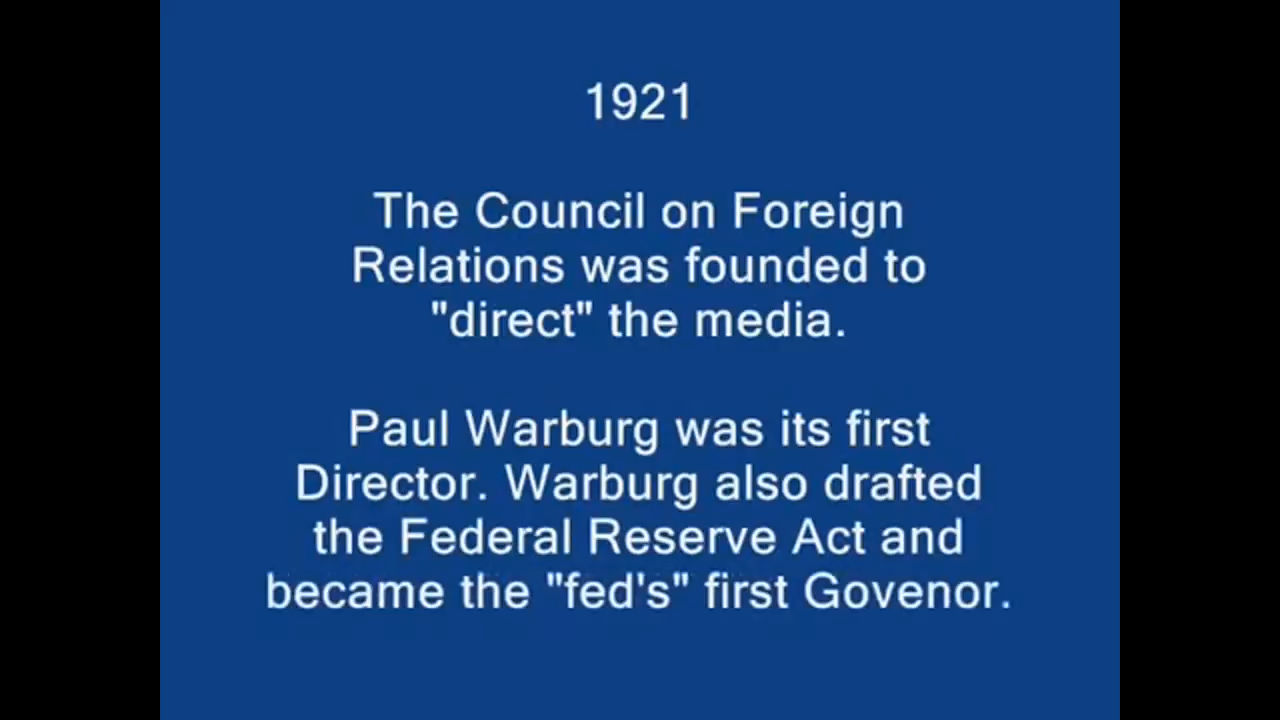 1921
The Council on Foreign
Relations was founded to
"direct" the media.
Paul Warburg was its first
Director. Warburg also drafted
the Federal Reserve Act and
became the "fed's" first Govenor.